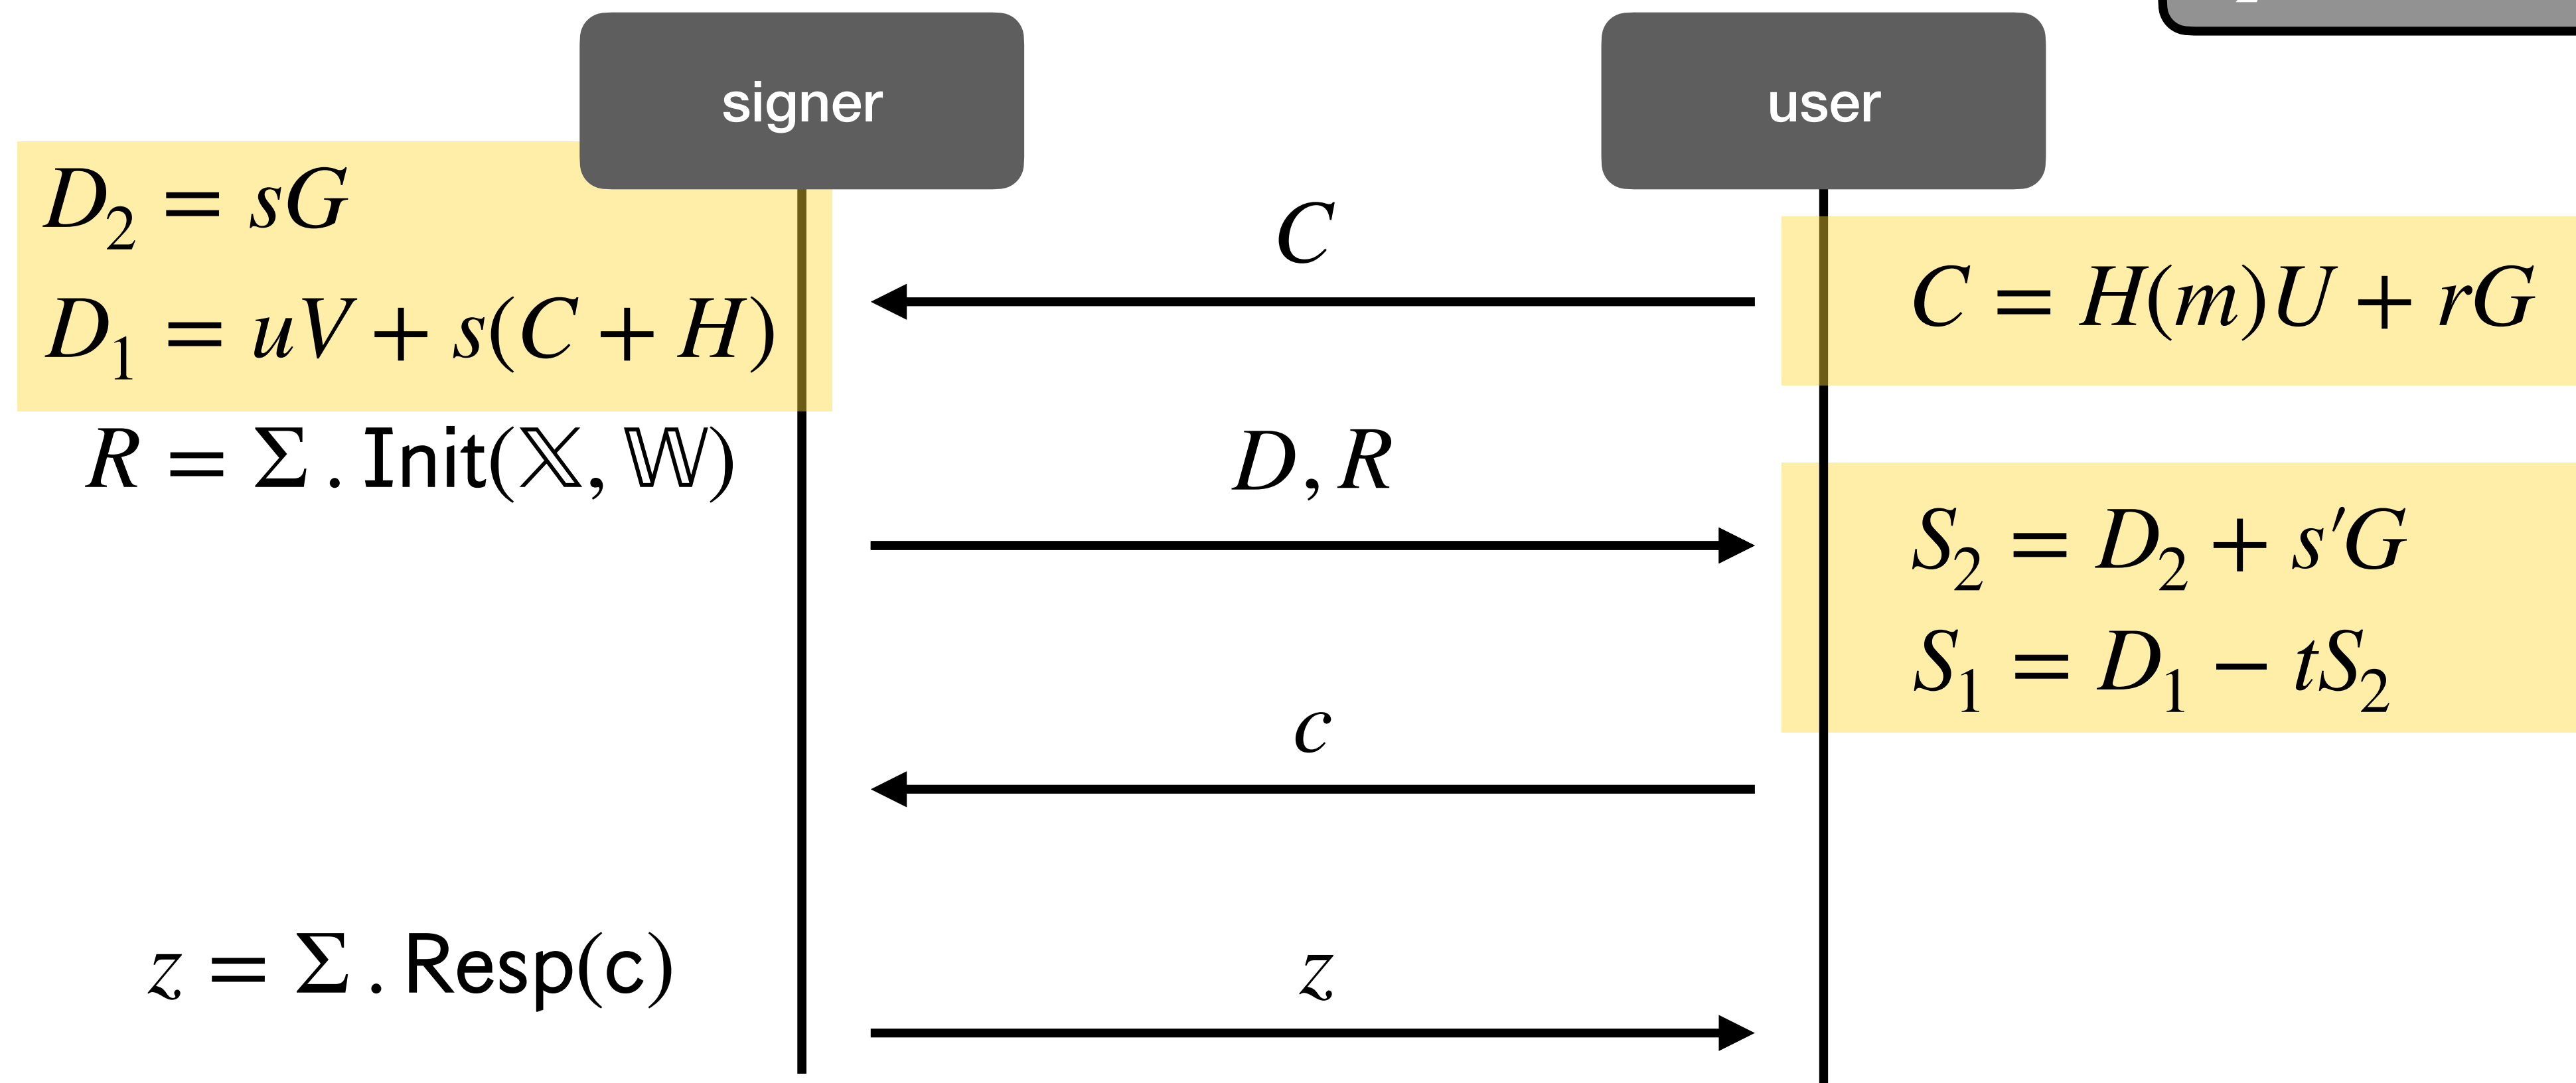 signer
user
D₂ = sG
D₁ = uV + s(C + H)
C
C = H(m)U + rG
R = Σ . Init(𝕏, 𝕎)
D, R
S₂ = D₂ + s′G
S₁ = D₁ − tS₂
c
z = Σ . Resp(c)
z